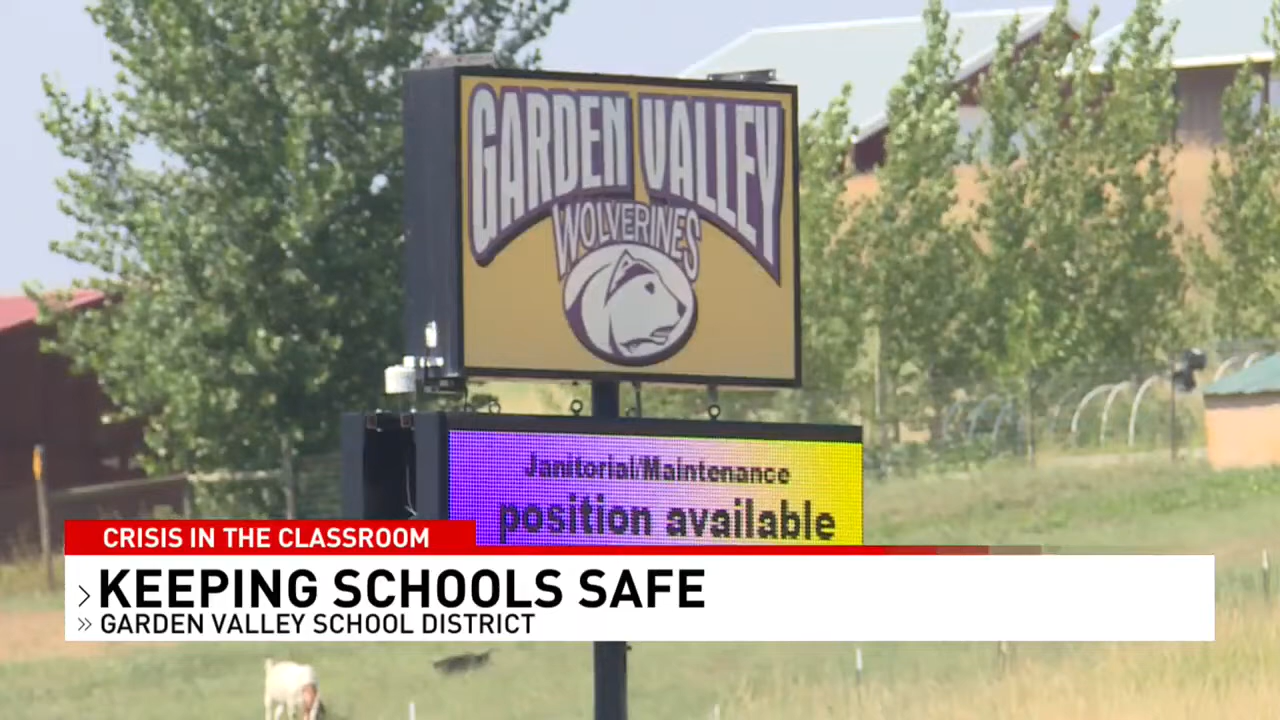 GARDEN VALLEY
WOLVERINES
Janitorial/Maintenance
position available
CRISIS IN THE CLASSROOM
KEEPING SCHOOLS SAFE
GARDEN VALLEY SCHOOL DISTRICT